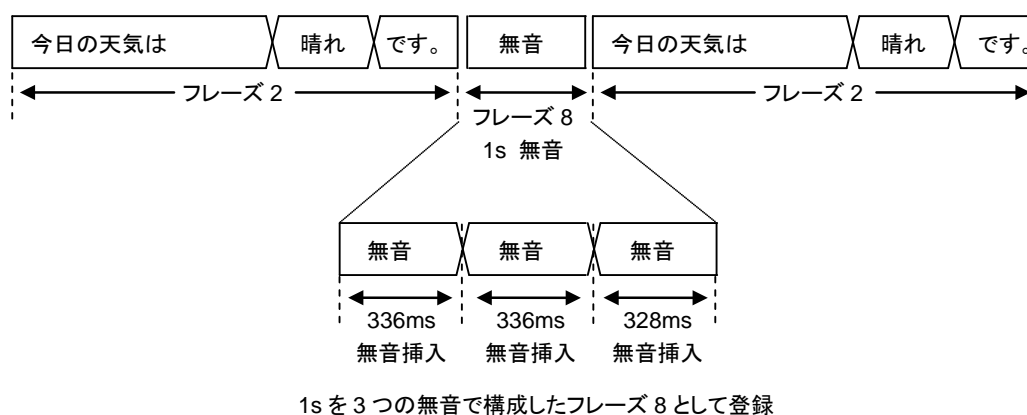 今日の天気は 晴れ です。 無音 今日の天気は 晴れ です。
フレーズ 2 フレーズ 2
フレーズ 8
1s 無音
無音 無音 無音
336ms 336ms 328ms
無音挿入 無音挿入 無音挿入
1s を 3 つの無音で構成したフレーズ 8 として登録